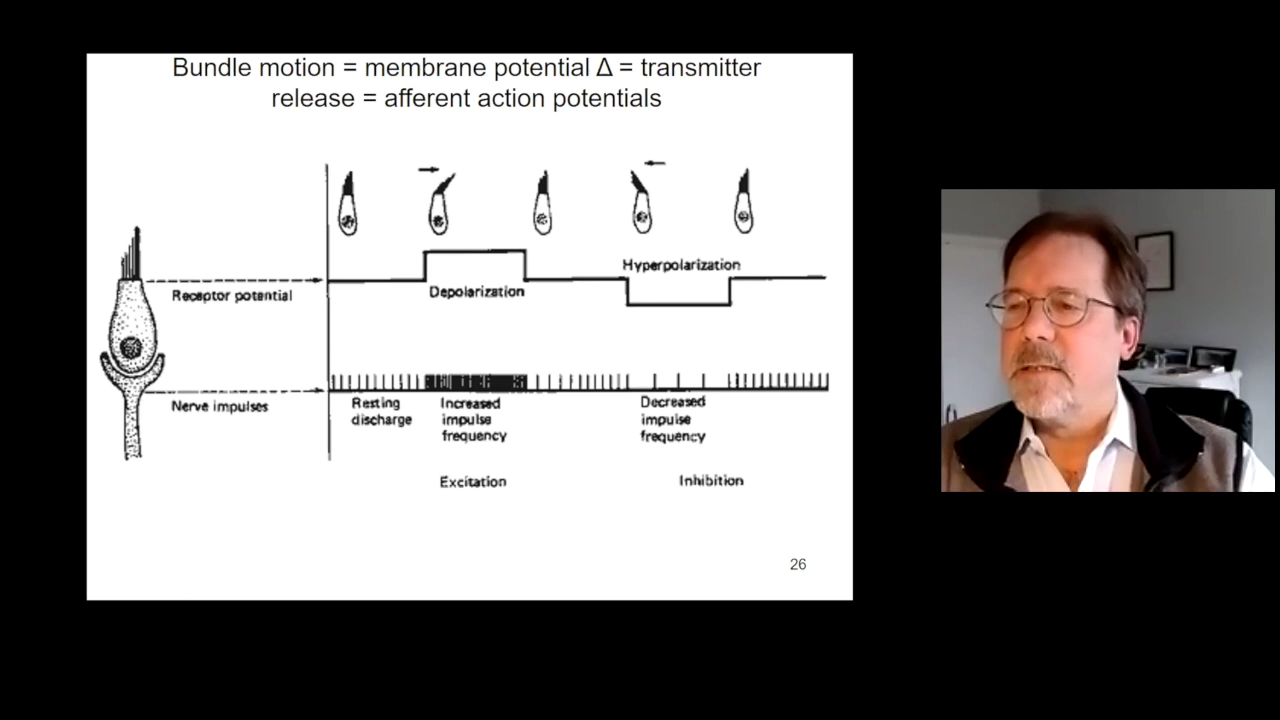 Bundle motion = membrane potential Δ = transmitter
release = afferent action potentials
Hyperpolarization
Receptor potential
Depolarization
Nerve impulses
Resting
discharge
Increased
impulse
frequency
Decreased
impulse
frequency
Excitation
Inhibition
26